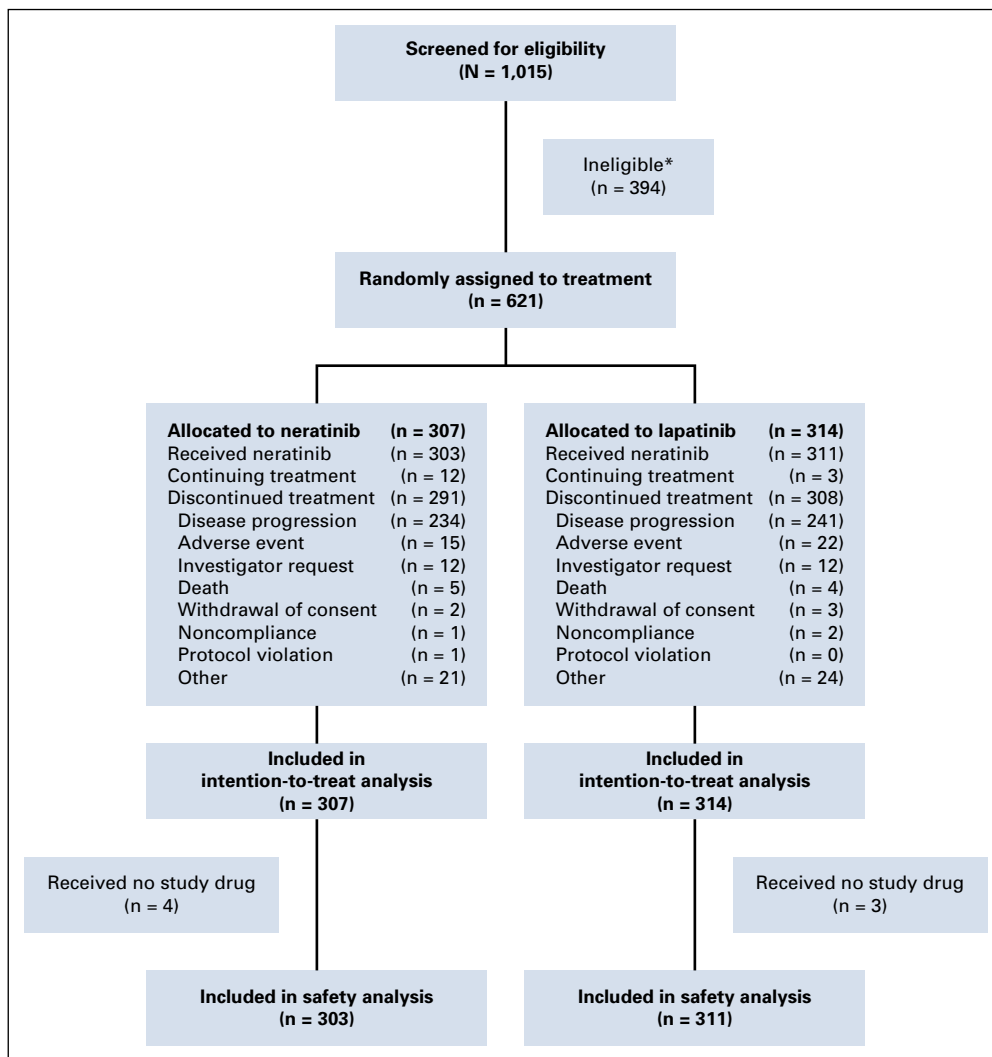 Screened for eligibility
(N = 1,015)
Ineligible*
(n = 394)
Randomly assigned to treatment
(n = 621)
Allocated to neratinib (n = 307)
Received neratinib (n = 303)
Continuing treatment (n = 12)
Discontinued treatment (n = 291)
Disease progression (n = 234)
Adverse event (n = 15)
Investigator request (n = 12)
Death (n = 5)
Withdrawal of consent (n = 2)
Noncompliance (n = 1)
Protocol violation (n = 1)
Other (n = 21)
Allocated to lapatinib (n = 314)
Received neratinib (n = 311)
Continuing treatment (n = 3)
Discontinued treatment (n = 308)
Disease progression (n = 241)
Adverse event (n = 22)
Investigator request (n = 12)
Death (n = 4)
Withdrawal of consent (n = 3)
Noncompliance (n = 2)
Protocol violation (n = 0)
Other (n = 24)
Included in
intention-to-treat analysis
(n = 307)
Included in
intention-to-treat analysis
(n = 314)
Received no study drug
(n = 4)
Received no study drug
(n = 3)
Included in safety analysis
(n = 303)
Included in safety analysis
(n = 311)